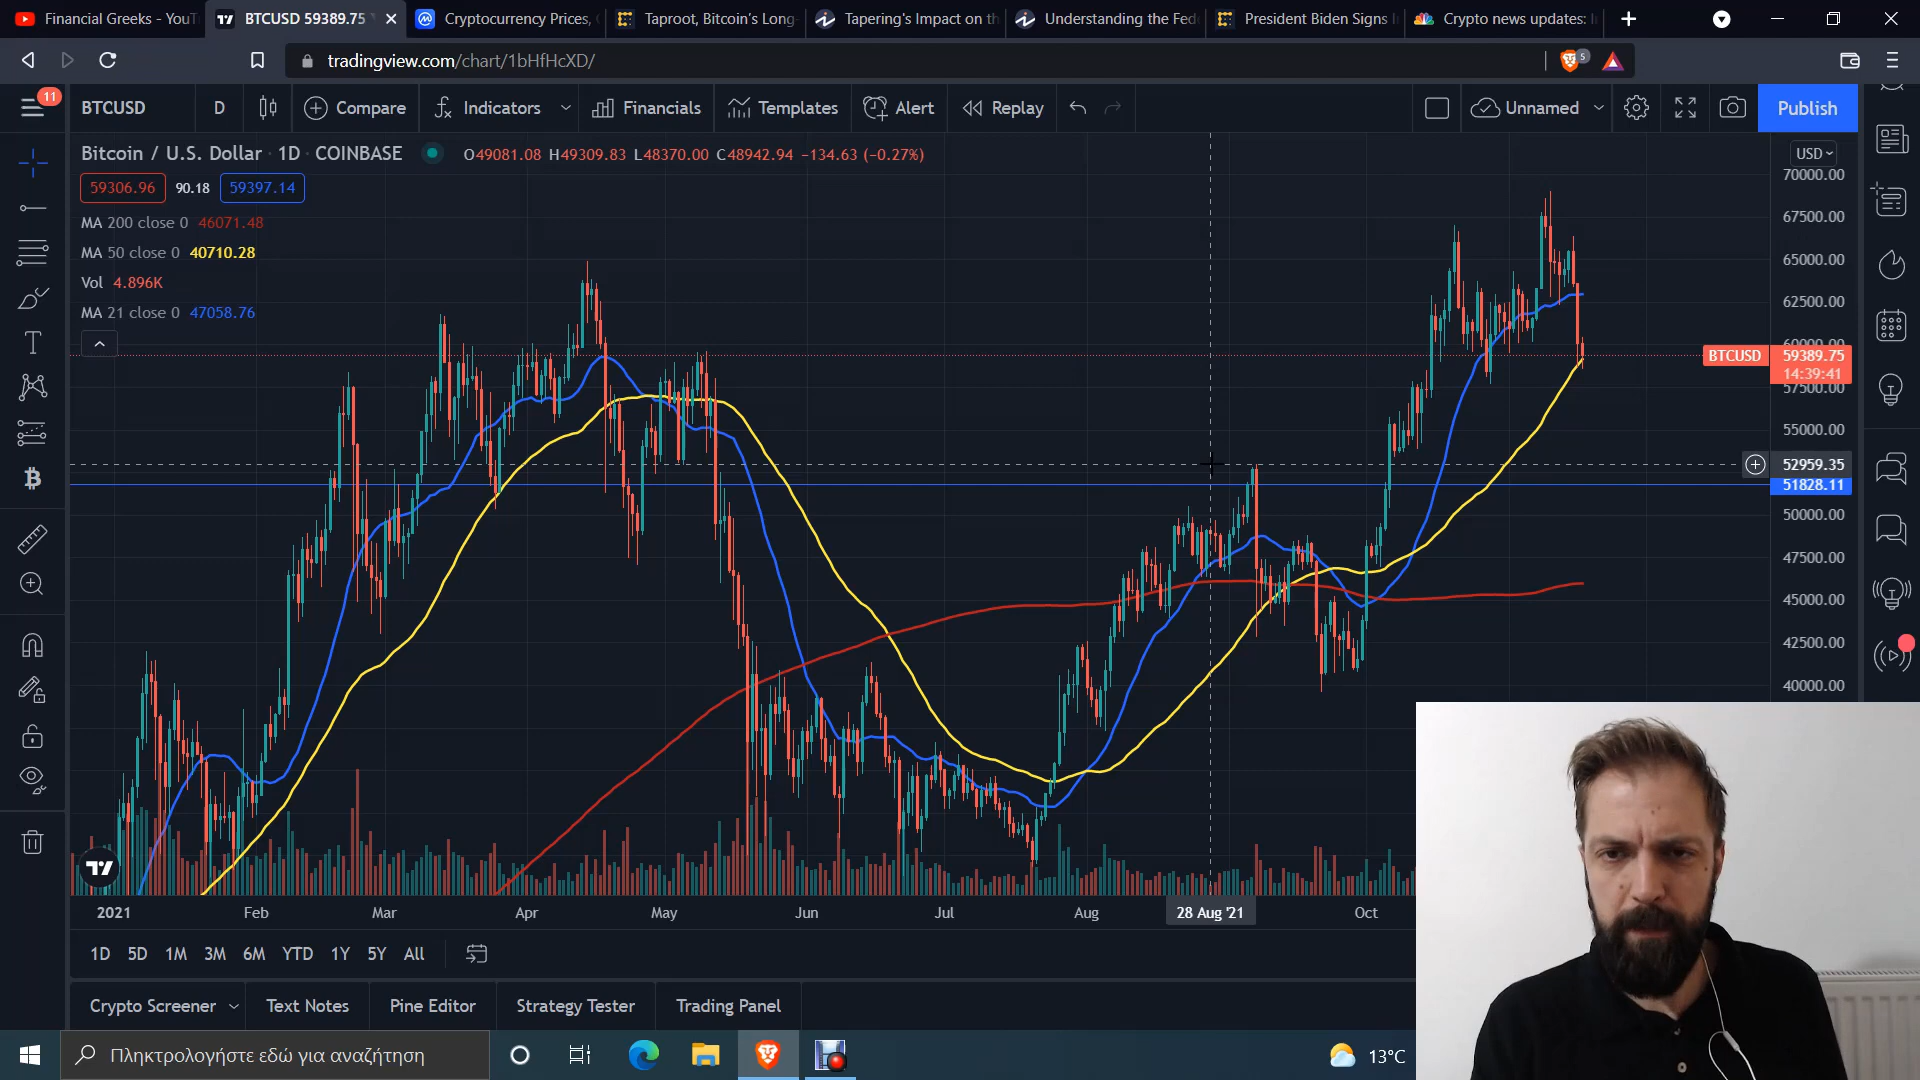 Financial Greeks - YouT
BTCUSD 59389.75
Cryptocurrency Prices,
Taproot, Bitcoin's Long-
Tapering's Impact on th
Understanding the Fed
President Biden Signs I
Crypto news updates: I
tradingview.com/chart/1bHfHcXD/
5
11
BTCUSD
D
Compare
Indicators
Financials
Templates
Alert
Replay
Unnamed
Publish
Bitcoin / U.S. Dollar · 1D · COINBASE
O49081.08 H49309.83 L48370.00 C48942.94 −134.63 (−0.27%)
USD
59306.96
90.18
59397.14
MA 200 close 0 46071.48
MA 50 close 0 40710.28
Vol 4.896K
MA 21 close 0 47058.76
70000.00
67500.00
65000.00
62500.00
60000.00
BTCUSD 59389.75
14:39:41
57500.00
55000.00
52959.35
51828.11
50000.00
47500.00
45000.00
42500.00
40000.00
2021
Feb
Mar
Apr
May
Jun
Jul
Aug
28 Aug '21
Oct
1D 5D 1M 3M 6M YTD 1Y 5Y All
Crypto Screener
Text Notes
Pine Editor
Strategy Tester
Trading Panel
Πληκτρολογήστε εδώ για αναζήτηση
13°C